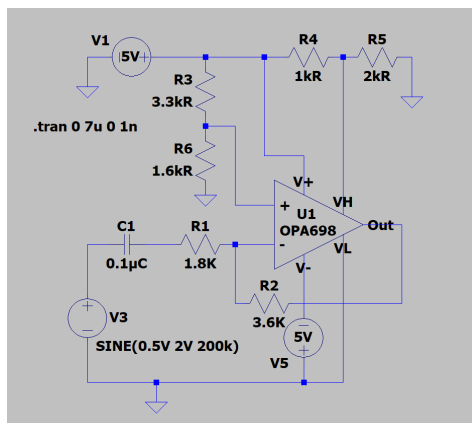 V1
5V
R4
1kR
R5
2kR
R3
3.3kR
.tran 0 7u 0 1n
R6
1.6kR
V+
VH
+
U1
OPA698
Out
-
VL
V-
C1
0.1µC
R1
1.8K
R2
3.6K
V3
SINE(0.5V 2V 200k)
5V
V5